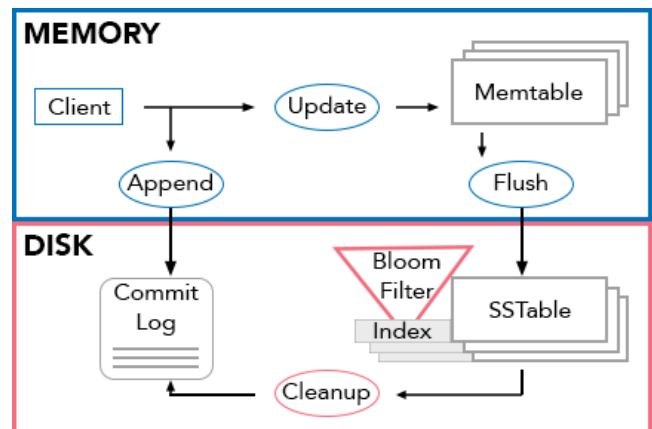 MEMORY
Client
Update
Memtable
Append
Flush
DISK
Commit
Log
Bloom
Filter
Index
SSTable
Cleanup